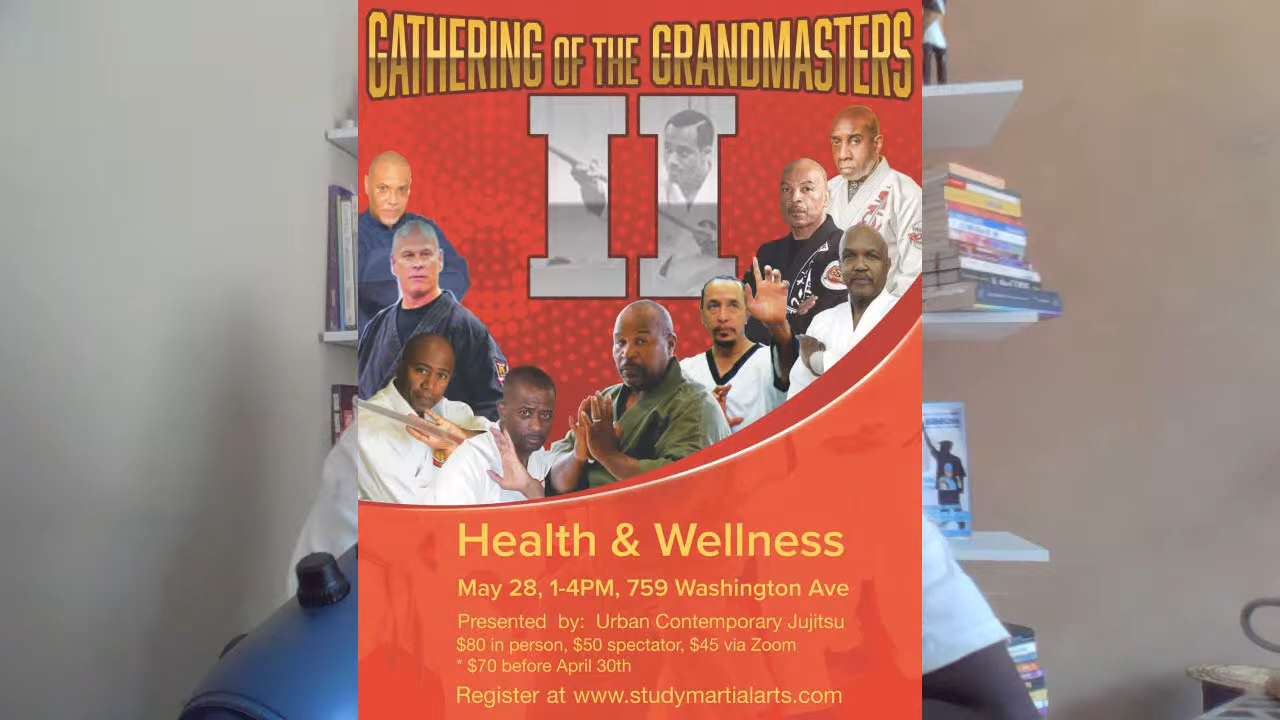 GATHERING OF THE GRANDMASTERS
II
Health & Wellness
May 28, 1-4PM, 759 Washington Ave
Presented by: Urban Contemporary Jujitsu
$80 in person, $50 spectator, $45 via Zoom
* $70 before April 30th
Register at www.studymartialarts.com